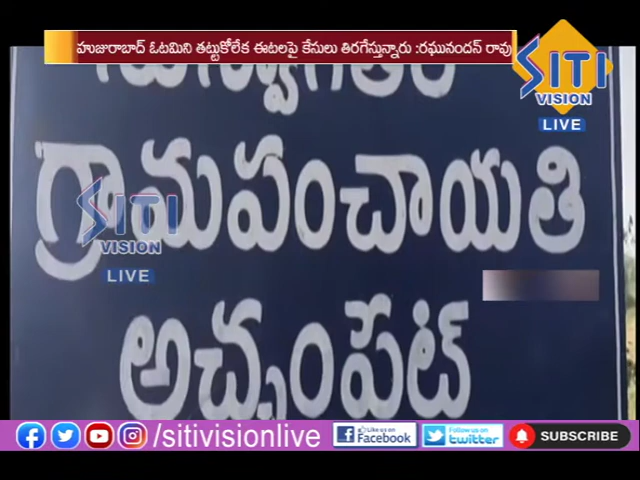 హుజురాబాద్ ఓటమిని తట్టుకోలేక ఈటలపై కేసులు తిరగేస్తున్నారు :రఘునందన్ రావు
SITI
VISION
LIVE
గ్రామపంచాయతి
SITI
VISION
LIVE
అచ్చంపేట్
/sitivisionlive
Like us on
Facebook
Follow us on
twitter
SUBSCRIBE